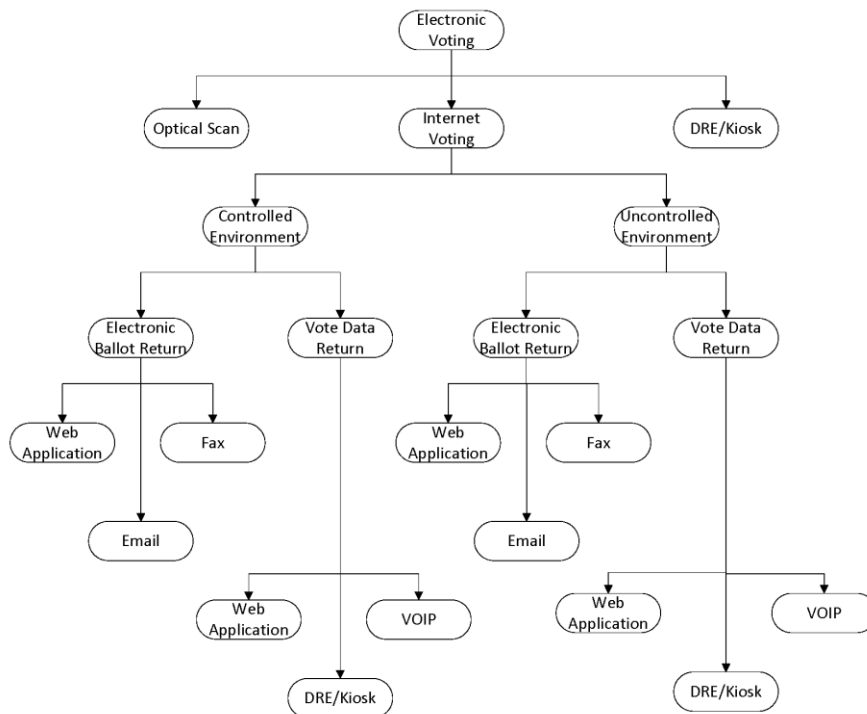 Electronic
Voting
Optical Scan
Internet
Voting
DRE/Kiosk
Controlled
Environment
Uncontrolled
Environment
Electronic
Ballot Return
Vote Data
Return
Electronic
Ballot Return
Vote Data
Return
Web
Application
Fax
Web
Application
Fax
Email
Email
Web
Application
VOIP
Web
Application
VOIP
DRE/Kiosk
DRE/Kiosk